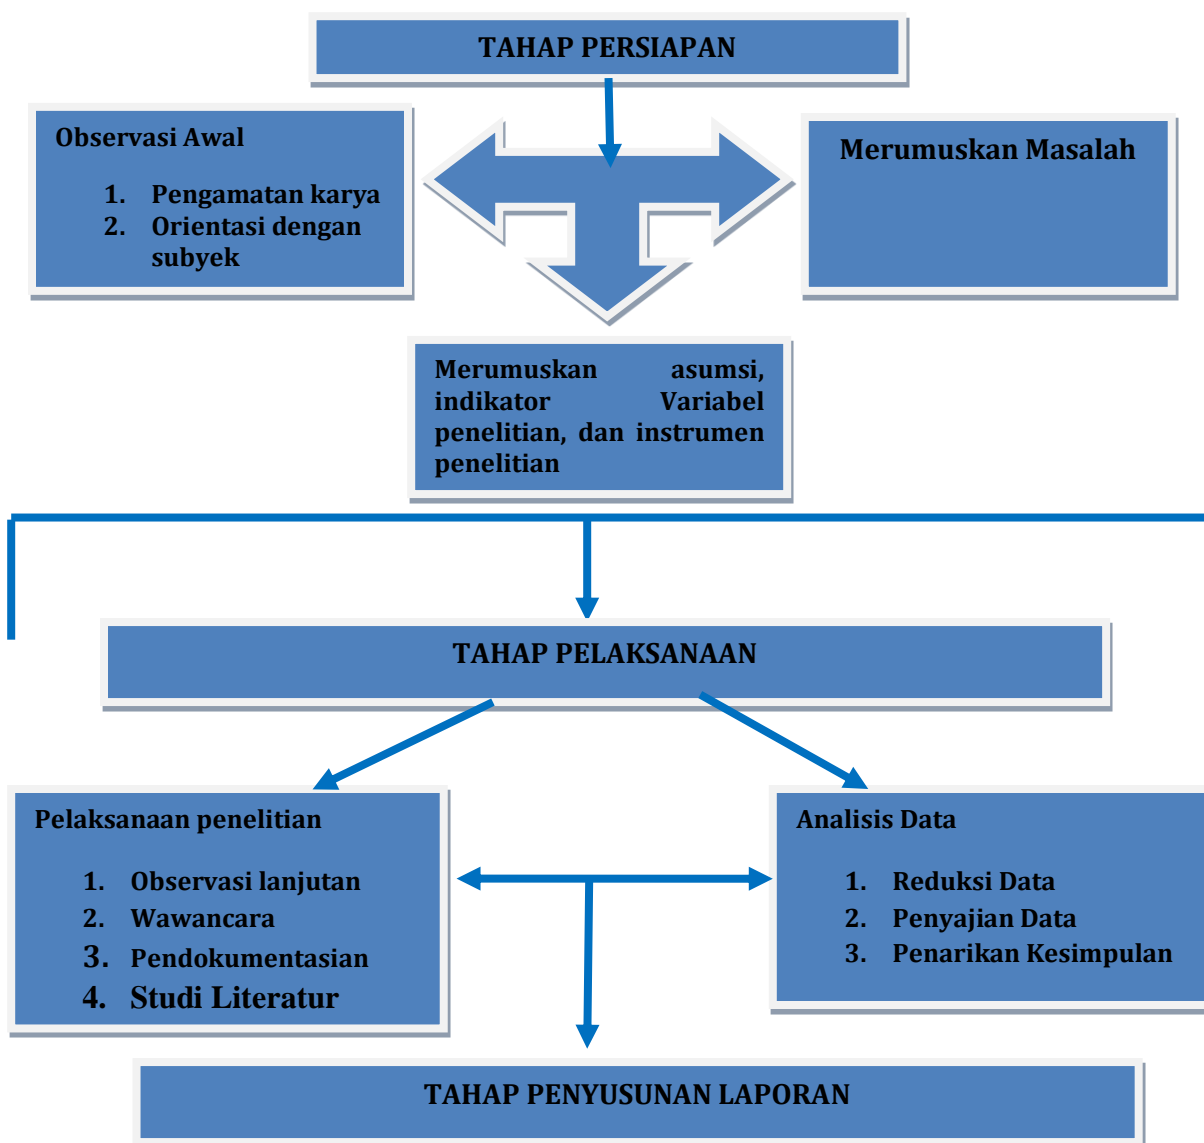 TAHAP PERSIAPAN
Observasi Awal
1. Pengamatan karya
2. Orientasi dengan
subyek
Merumuskan Masalah
Merumuskan asumsi,
indikator Variabel
penelitian, dan instrumen
penelitian
TAHAP PELAKSANAAN
Pelaksanaan penelitian
1. Observasi lanjutan
2. Wawancara
3. Pendokumentasian
4. Studi Literatur
Analisis Data
1. Reduksi Data
2. Penyajian Data
3. Penarikan Kesimpulan
TAHAP PENYUSUNAN LAPORAN